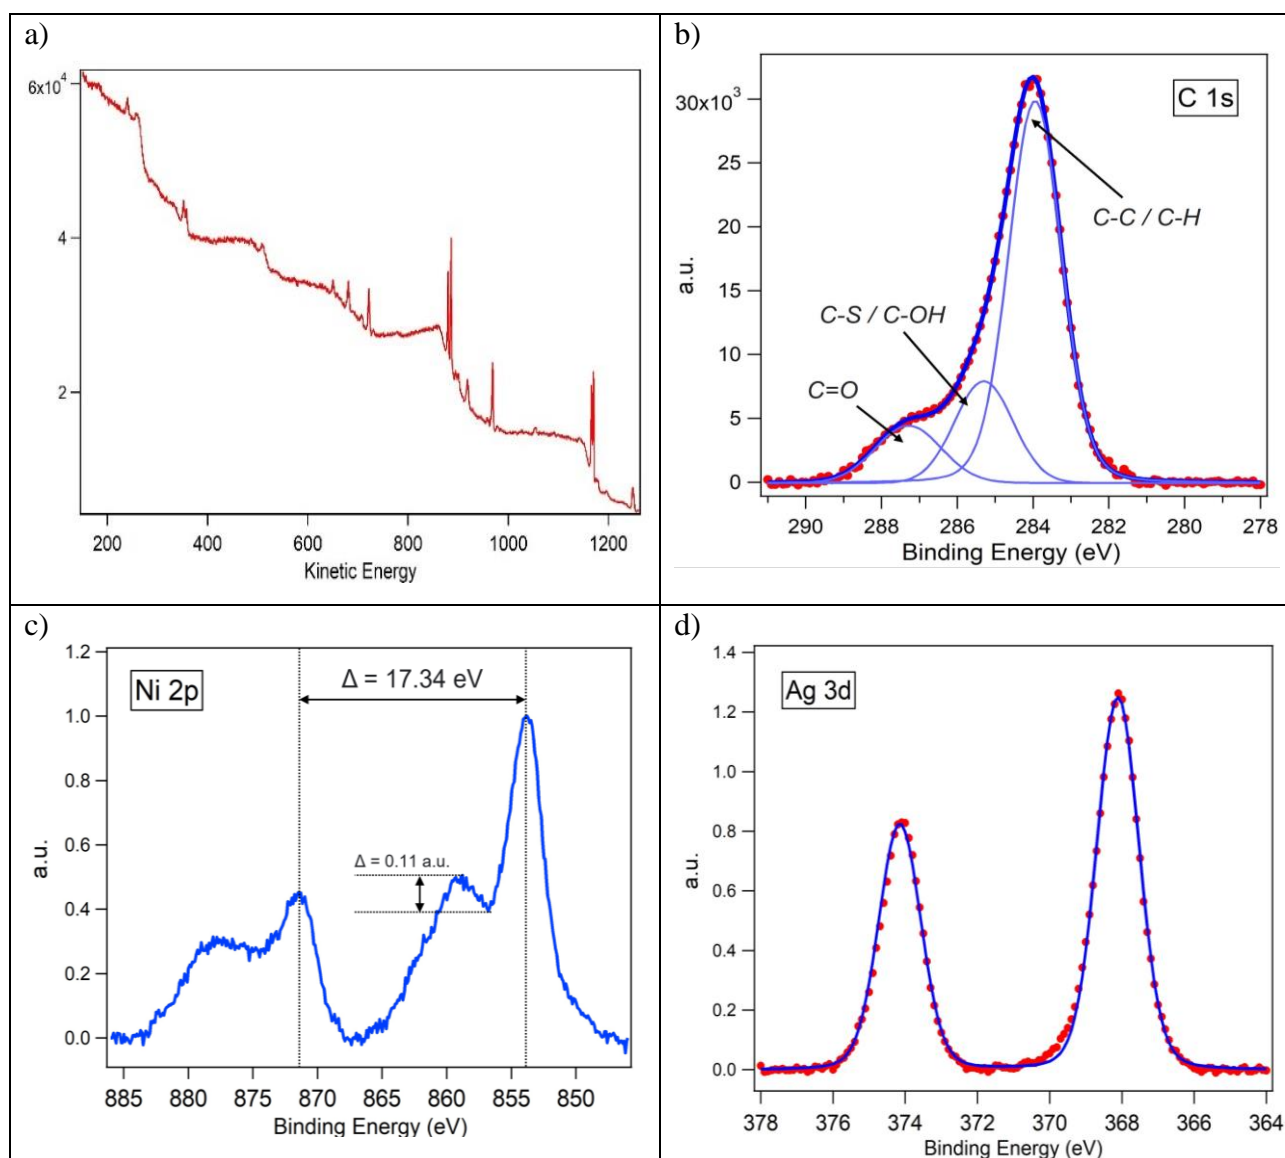 a)
6x10⁴
4
2
200 400 600 800 1000 1200
Kinetic Energy
b)
C 1s
30x10³
25
20
15
10
5
0
a.u.
C-C / C-H
C-S / C-OH
C=O
290 288 286 284 282 280 278
Binding Energy (eV)
c)
Ni 2p
1.2
1.0
0.8
0.6
0.4
0.2
0.0
a.u.
Δ = 17.34 eV
Δ = 0.11 a.u.
885 880 875 870 865 860 855 850
Binding Energy (eV)
d)
Ag 3d
1.4
1.2
1.0
0.8
0.6
0.4
0.2
0.0
a.u.
378 376 374 372 370 368 366 364
Binding Energy (eV)